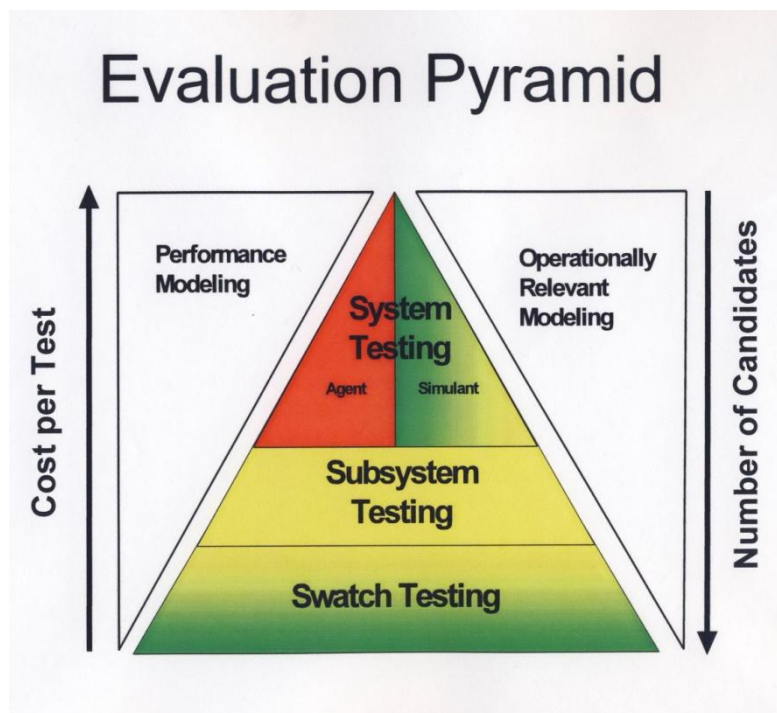 Evaluation Pyramid
Cost per Test
Performance
Modeling
System
Testing
Agent
Simulant
Operationally
Relevant
Modeling
Number of Candidates
Subsystem
Testing
Swatch Testing